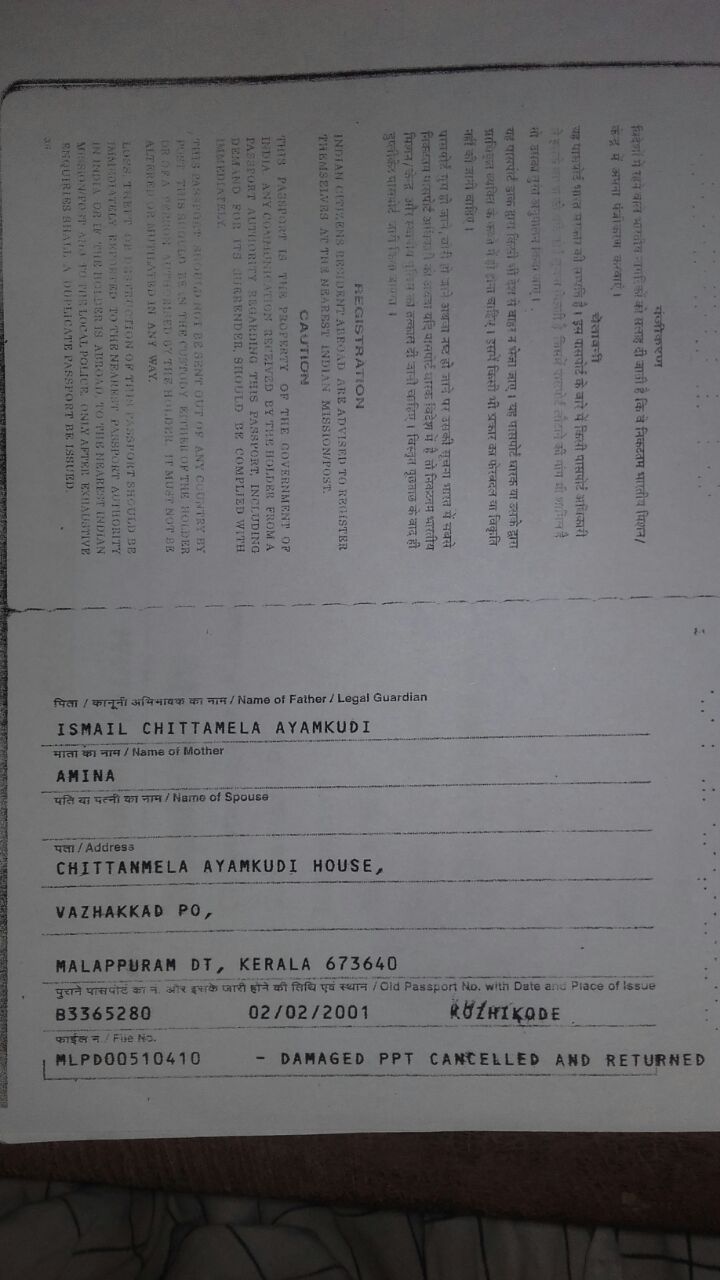 पंजीकरण
विदेशों में रहने वाले भारतीय नागरिकों को सलाह दी जाती है कि वे निकटतम भारतीय मिशन/
केन्द्र में अपना पंजीकरण करवाएं।
चेतावनी
यह पासपोर्ट भारत सरकार की सम्पत्ति है। इस पासपोर्ट के बारे में किसी पासपोर्ट अधिकारी
यह पासपोर्ट डाक द्वारा किसी भी देश से बाहर न भेजा जाए। यह पासपोर्ट धारक या उसके द्वारा
प्राधिकृत व्यक्ति के कब्जे में ही होना चाहिए। इसमें किसी भी प्रकार का फेरबदल या विकृति
नहीं की जानी चाहिए।
पासपोर्ट गुम हो जाने, चोरी हो जाने अथवा नष्ट हो जाने पर उसकी सूचना भारत में सबसे
निकटतम पासपोर्ट अधिकारी को अथवा यदि पासपोर्ट धारक विदेश में है तो निकटतम भारतीय
मिशन/केन्द्र और स्थानीय पुलिस को तत्काल दी जानी चाहिए। विस्तृत पूछताछ के बाद ही
डुप्लीकेट पासपोर्ट जारी किया जाएगा।
REGISTRATION
INDIAN CITIZENS RESIDENT ABROAD ARE ADVISED TO REGISTER
THEMSELVES AT THE NEAREST INDIAN MISSION/POST.
CAUTION
THIS PASSPORT IS THE PROPERTY OF THE GOVERNMENT OF
INDIA. ANY COMMUNICATION RECEIVED BY THE HOLDER FROM A
PASSPORT AUTHORITY REGARDING THIS PASSPORT, INCLUDING
DEMAND FOR ITS SURRENDER, SHOULD BE COMPLIED WITH
IMMEDIATELY.
THIS PASSPORT SHOULD NOT BE SENT OUT OF ANY COUNTRY BY
POST. THIS SHOULD BE IN THE CUSTODY EITHER OF THE HOLDER
OR OF A PERSON AUTHORISED BY THE HOLDER. IT MUST NOT BE
ALTERED OR MUTILATED IN ANY WAY.
LOSS, THEFT OR DESTRUCTION OF THIS PASSPORT SHOULD BE
IMMEDIATELY REPORTED TO THE NEAREST PASSPORT AUTHORITY
IN INDIA OR IF THE HOLDER IS ABROAD, TO THE NEAREST INDIAN
MISSION/POST AND TO THE LOCAL POLICE. ONLY AFTER EXHAUSTIVE
ENQUIRIES SHALL A DUPLICATE PASSPORT BE ISSUED.
36
पिता / कानूनी अभिभावक का नाम / Name of Father / Legal Guardian
ISMAIL CHITTAMELA AYAMKUDI
माता का नाम / Name of Mother
AMINA
पति या पत्नी का नाम / Name of Spouse
पता / Address
CHITTANMELA AYAMKUDI HOUSE,
VAZHAKKAD PO,
MALAPPURAM DT, KERALA 673640
पुराने पासपोर्ट का नं. और इसके जारी होने की तिथि एवं स्थान / Old Passport No. with Date and Place of Issue
B3365280 02/02/2001 KOZHIKODE
फाईल नं. / File No.
MLPD00510410 - DAMAGED PPT CANCELLED AND RETURNED